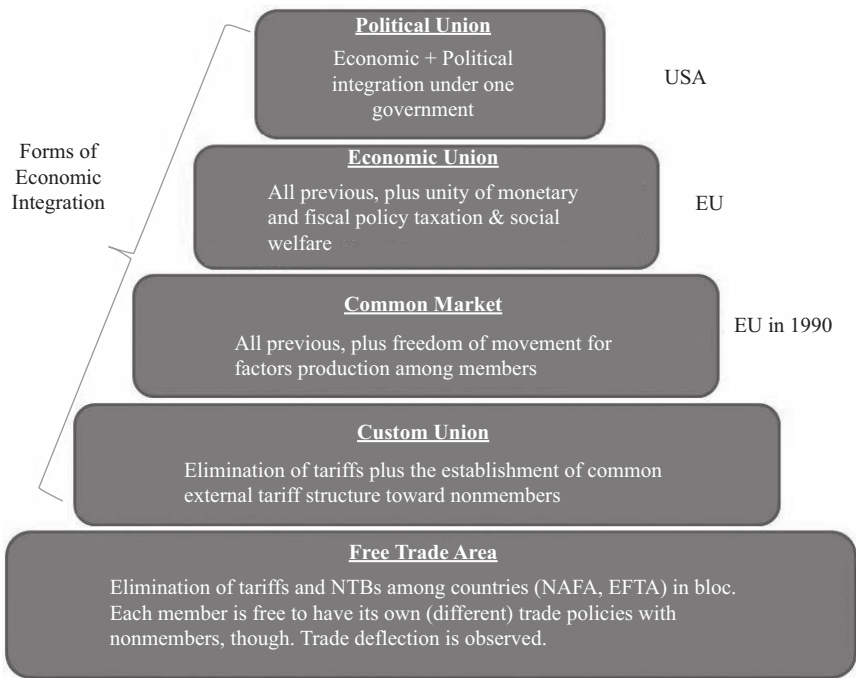 Political Union
Economic + Political
integration under one
government
USA
Forms of
Economic
Integration
Economic Union
All previous, plus unity of monetary
and fiscal policy taxation & social
welfare
EU
Common Market
All previous, plus freedom of movement for
factors production among members
EU in 1990
Custom Union
Elimination of tariffs plus the establishment of common
external tariff structure toward nonmembers
Free Trade Area
Elimination of tariffs and NTBs among countries (NAFA, EFTA) in bloc.
Each member is free to have its own (different) trade policies with
nonmembers, though. Trade deflection is observed.